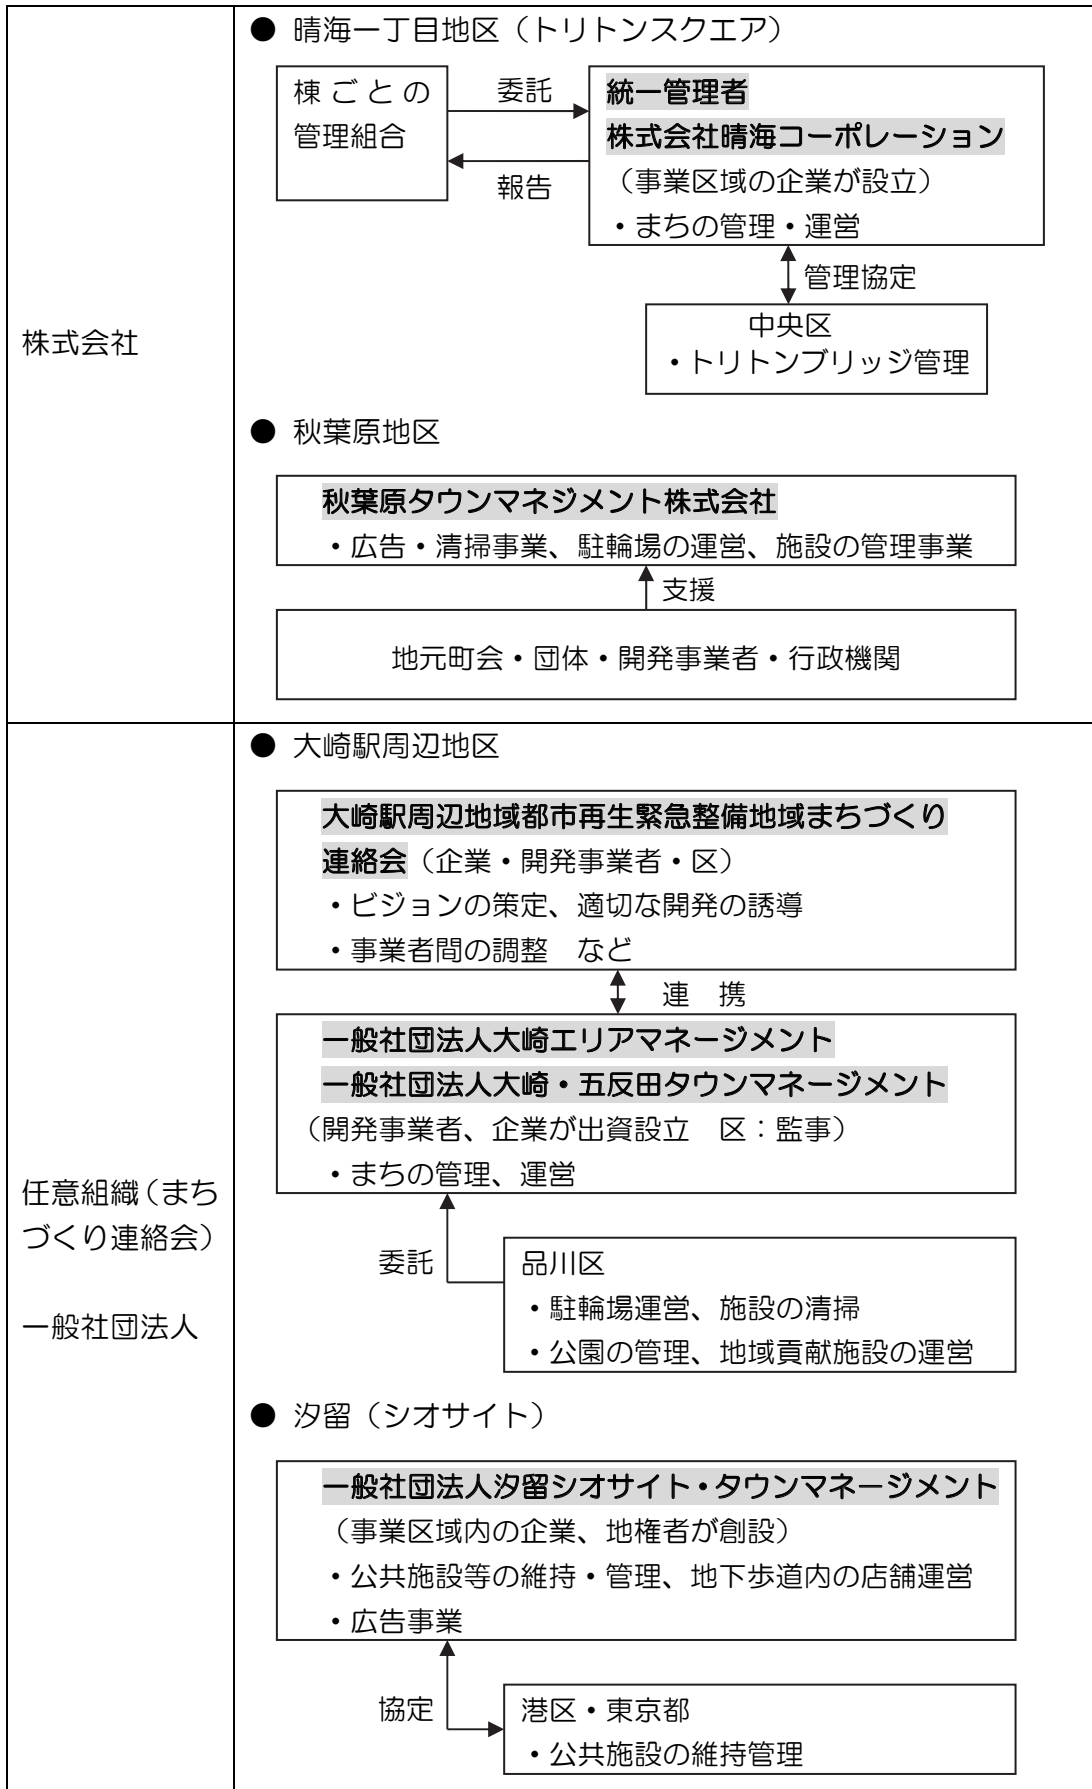 株式会社
● 晴海一丁目地区（トリトンスクエア）
棟ごとの
管理組合
委託
報告
統一管理者
株式会社晴海コーポレーション
（事業区域の企業が設立）
・まちの管理・運営
管理協定
中央区
・トリトンブリッジ管理
● 秋葉原地区
秋葉原タウンマネジメント株式会社
・広告・清掃事業、駐輪場の運営、施設の管理事業
支援
地元町会・団体・開発事業者・行政機関
任意組織（まち
づくり連絡会）
一般社団法人
● 大崎駅周辺地区
大崎駅周辺地域都市再生緊急整備地域まちづくり
連絡会（企業・開発事業者・区）
・ビジョンの策定、適切な開発の誘導
・事業者間の調整　など
連　携
一般社団法人大崎エリアマネージメント
一般社団法人大崎・五反田タウンマネージメント
（開発事業者、企業が出資設立　区：監事）
・まちの管理、運営
委託
品川区
・駐輪場運営、施設の清掃
・公園の管理、地域貢献施設の運営
● 汐留（シオサイト）
一般社団法人汐留シオサイト・タウンマネージメント
（事業区域内の企業、地権者が創設）
・公共施設等の維持・管理、地下歩道内の店舗運営
・広告事業
協定
港区・東京都
・公共施設の維持管理